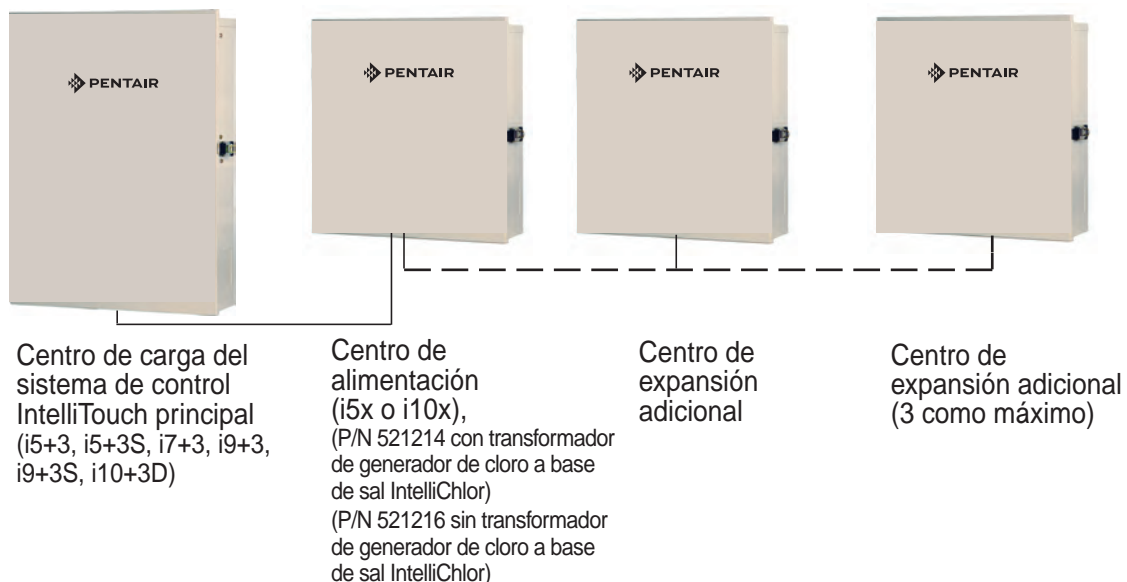 PENTAIR
PENTAIR
PENTAIR
PENTAIR
Centro de carga del
sistema de control
IntelliTouch principal
(i5+3, i5+3S, i7+3, i9+3,
i9+3S, i10+3D)
Centro de
alimentación
(i5x o i10x),
(P/N 521214 con transformador
de generador de cloro a base
de sal IntelliChlor)
(P/N 521216 sin transformador
de generador de cloro a base
de sal IntelliChlor)
Centro de
expansión
adicional
Centro de
expansión adicional
(3 como máximo)